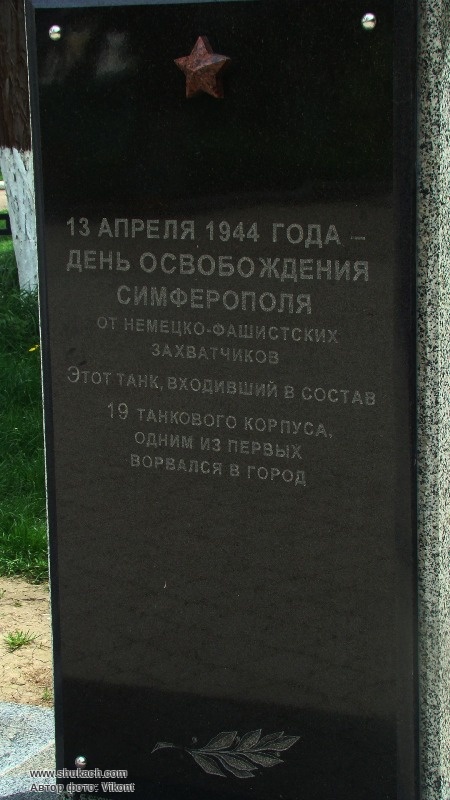 13 АПРЕЛЯ 1944 ГОДА –
ДЕНЬ ОСВОБОЖДЕНИЯ
СИМФЕРОПОЛЯ
ОТ НЕМЕЦКО-ФАШИСТСКИХ
ЗАХВАТЧИКОВ
ЭТОТ ТАНК, ВХОДИВШИЙ В СОСТАВ
19 ТАНКОВОГО КОРПУСА,
ОДНИМ ИЗ ПЕРВЫХ
ВОРВАЛСЯ В ГОРОД
www.shukach.com
Автор фото: Vikont